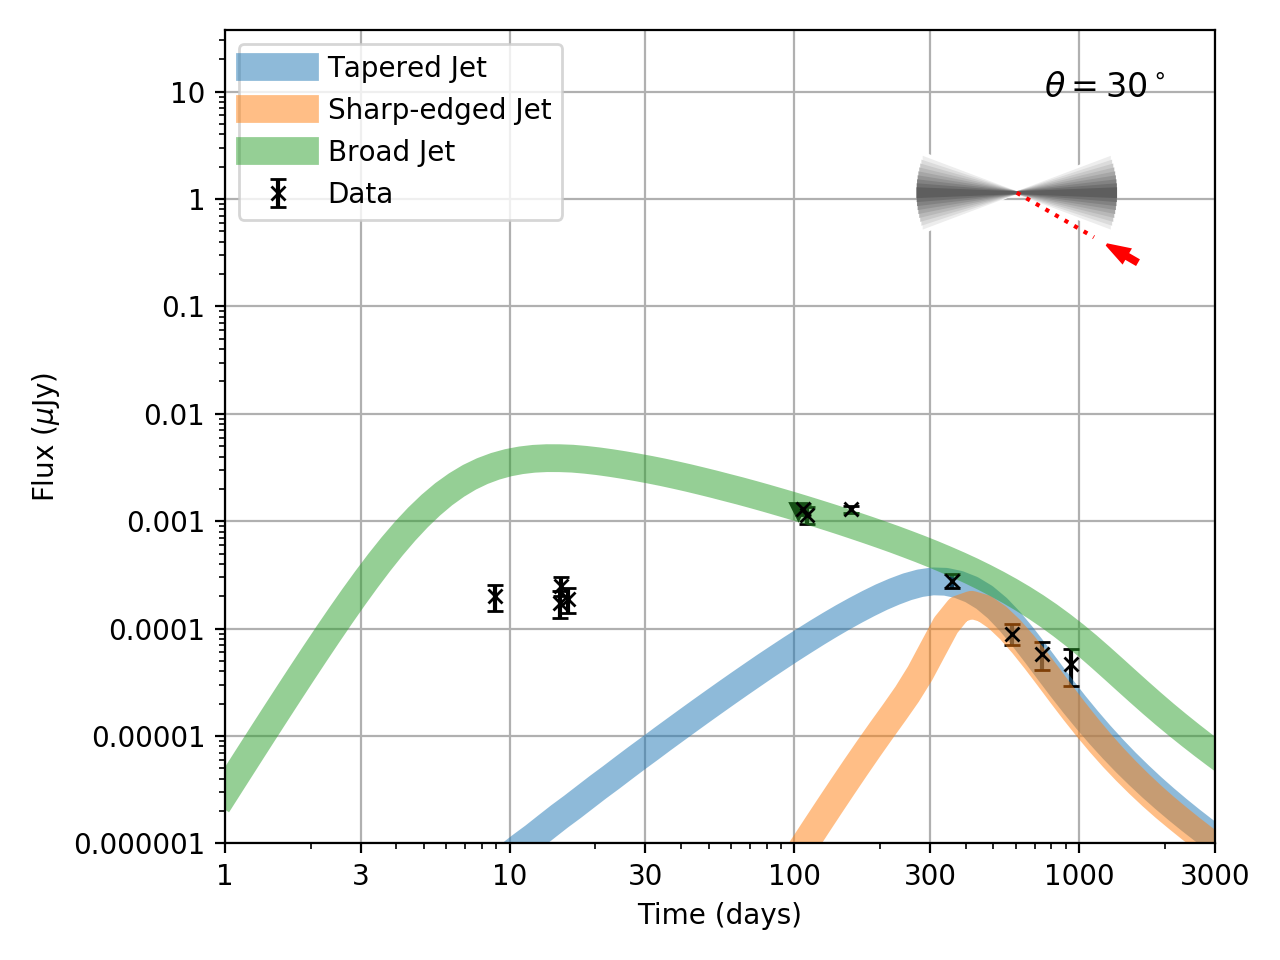 Tapered Jet
Sharp-edged Jet
Broad Jet
Data
θ = 30°
10
1
0.1
0.01
0.001
0.0001
0.00001
0.000001
Flux (μJy)
1 3 10 30 100 300 1000 3000
Time (days)